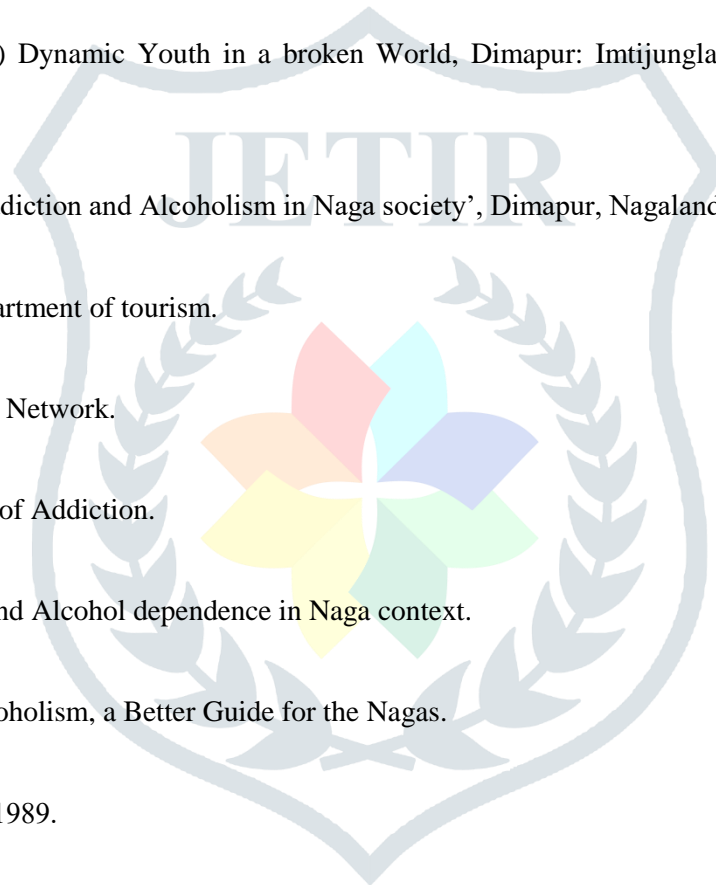 ) Dynamic Youth in a broken World, Dimapur: Imtijungla
JETIR
diction and Alcoholism in Naga society’, Dimapur, Nagaland
artment of tourism.
Network.
of Addiction.
nd Alcohol dependence in Naga context.
oholism, a Better Guide for the Nagas.
1989.